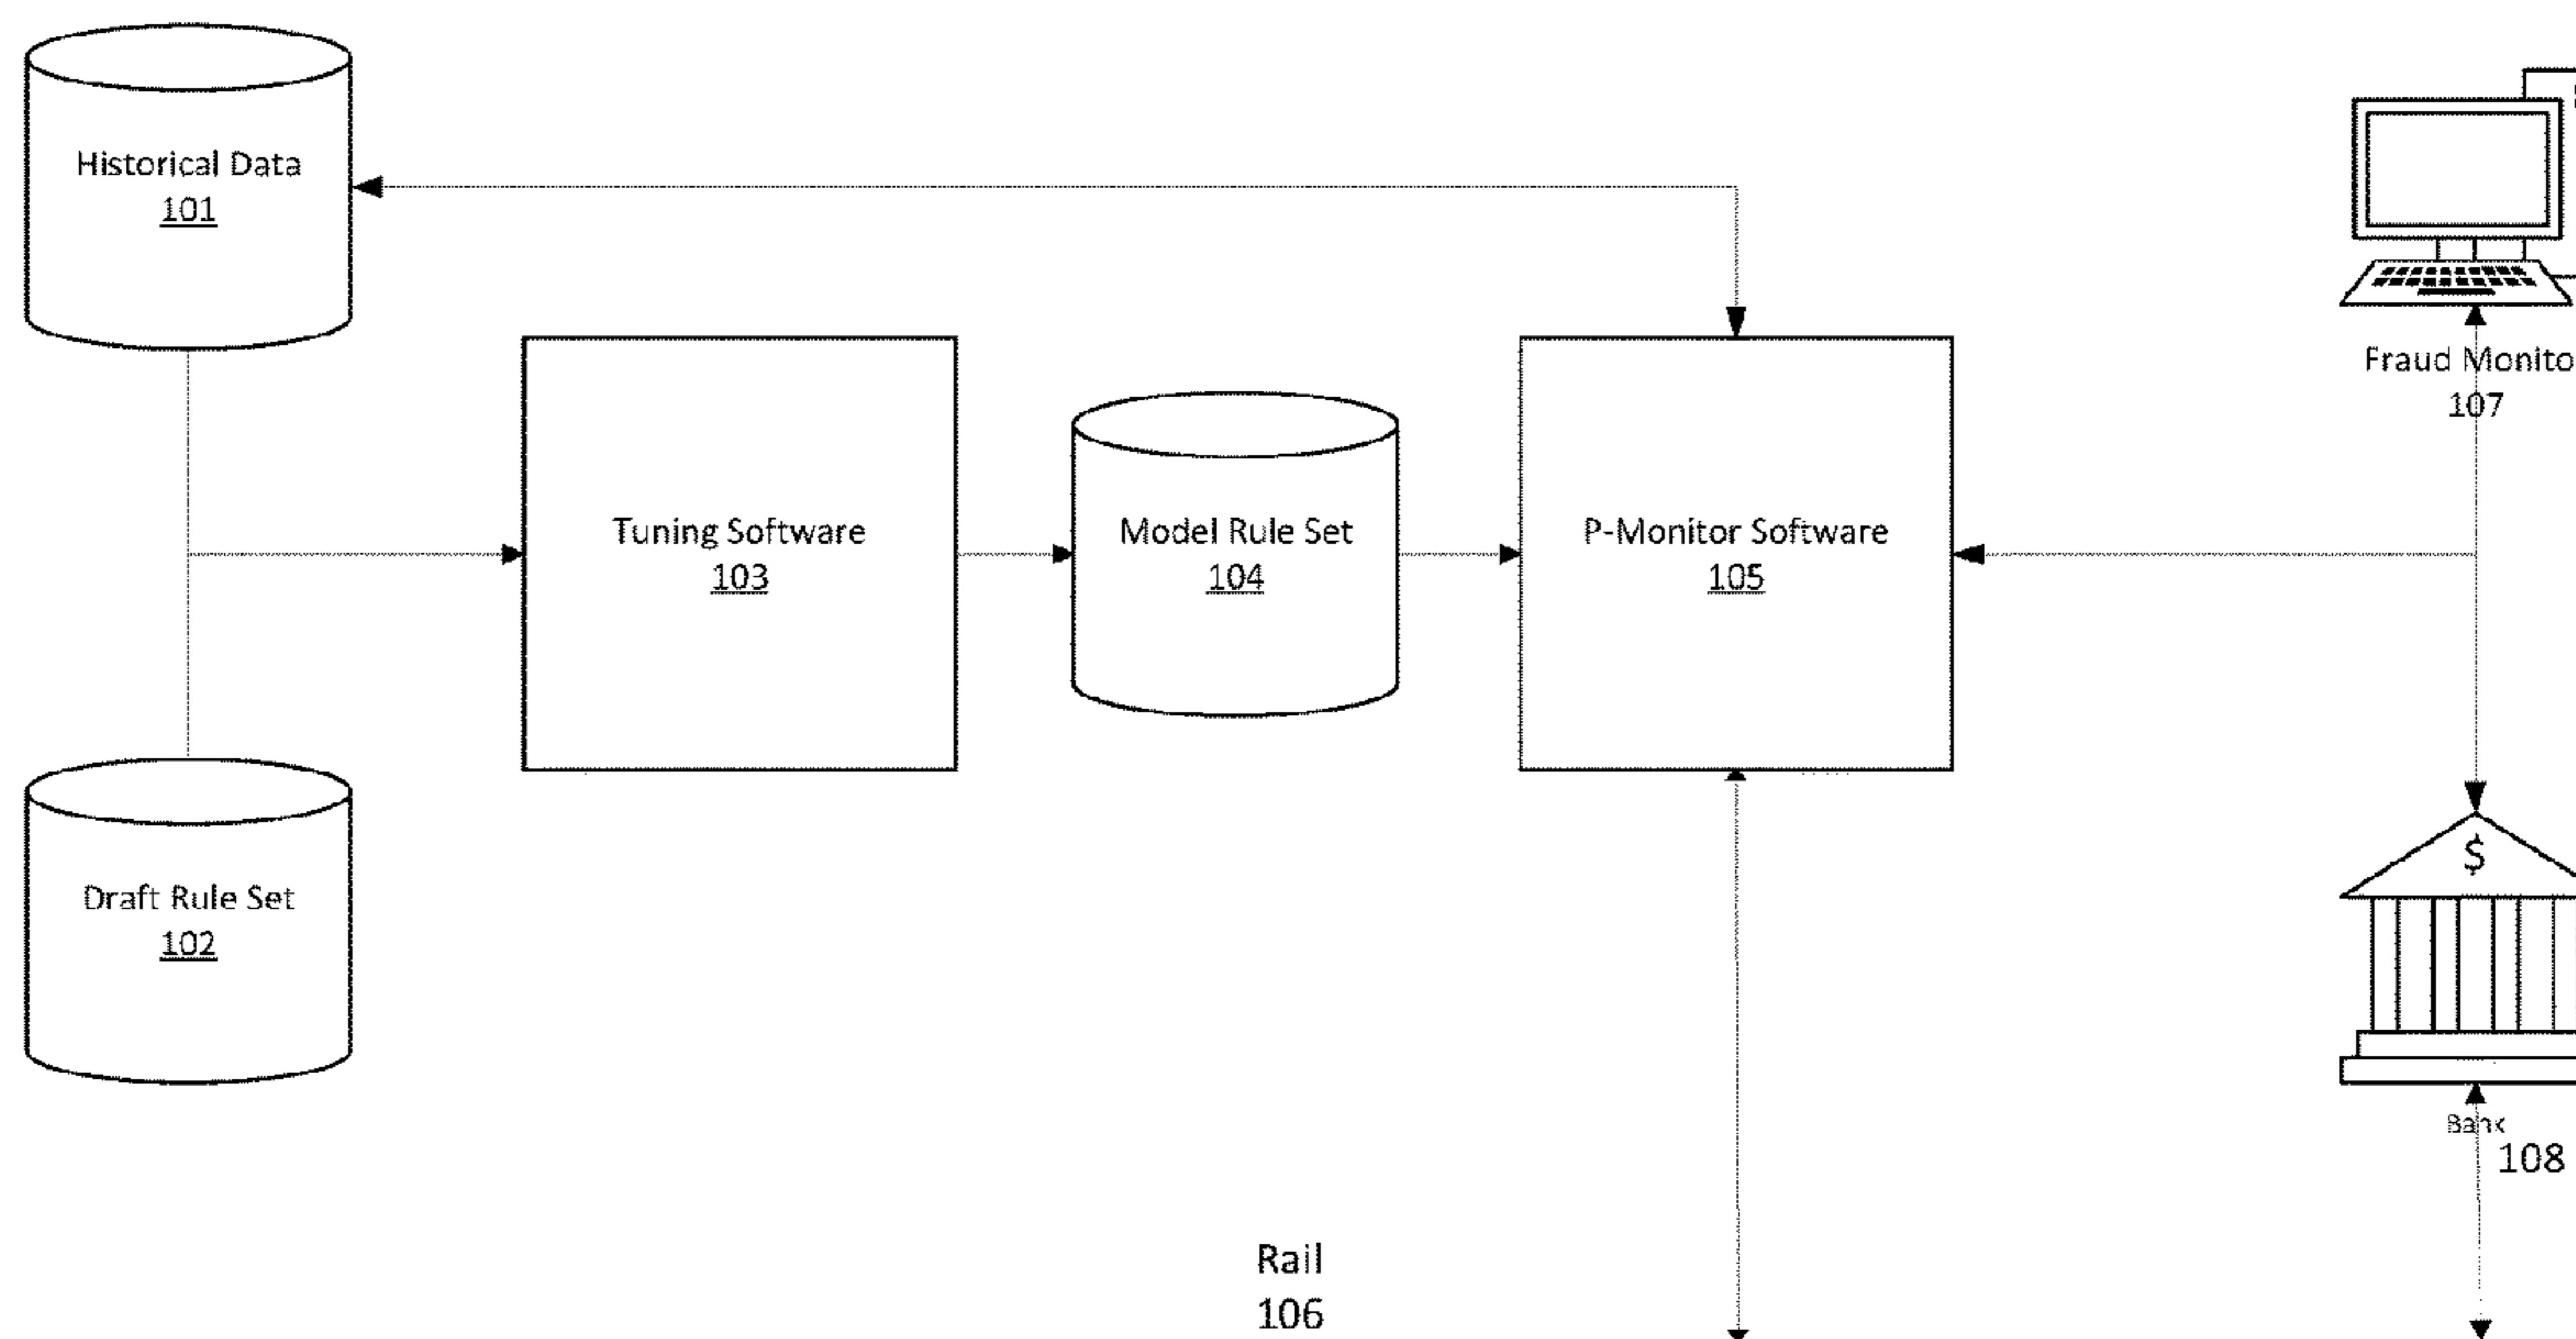 Historical Data
101
Fraud Monito
107
Tuning Software
103
Model Rule Set
104
P-Monitor Software
105
$
Draft Rule Set
102
Bank
108
Rail
106